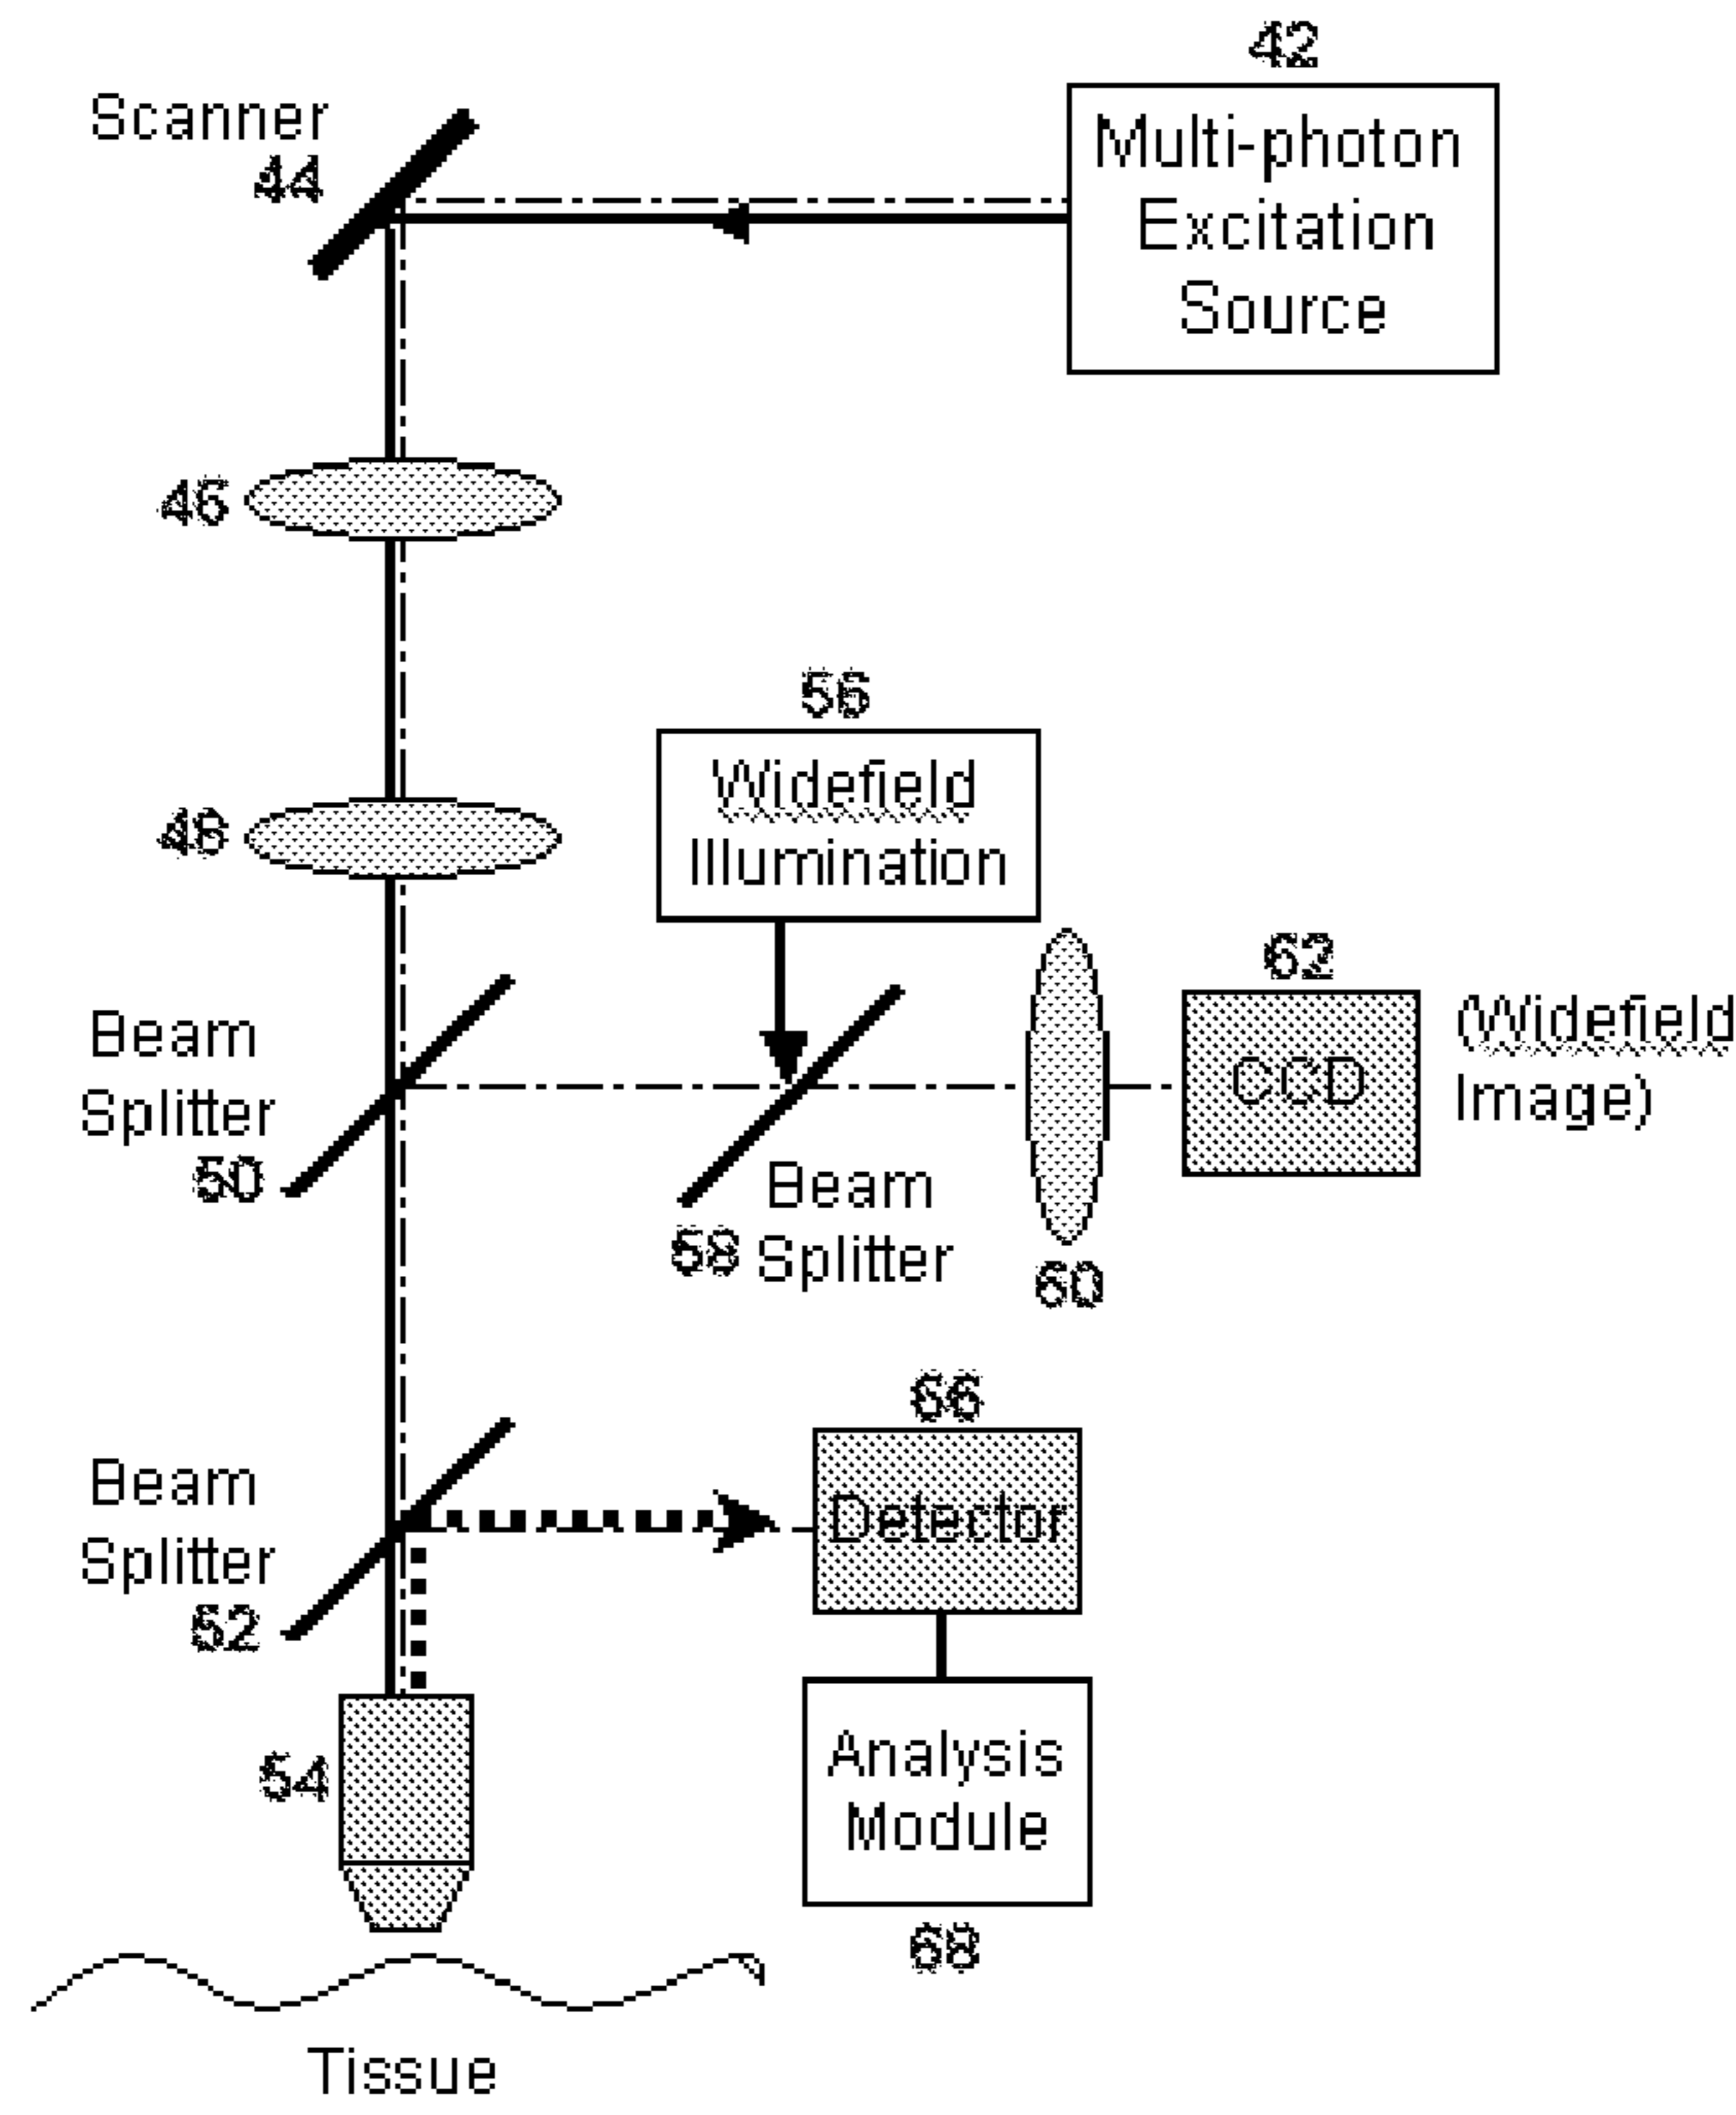 42
Scanner
44
Multi-photon
Excitation
Source
46
56
Widefield
Illumination
48
62
Beam
Splitter
50
CCD
(Widefield
Image)
Beam
58 Splitter
60
66
Beam
Splitter
52
Detector
54
Analysis
Module
68
Tissue